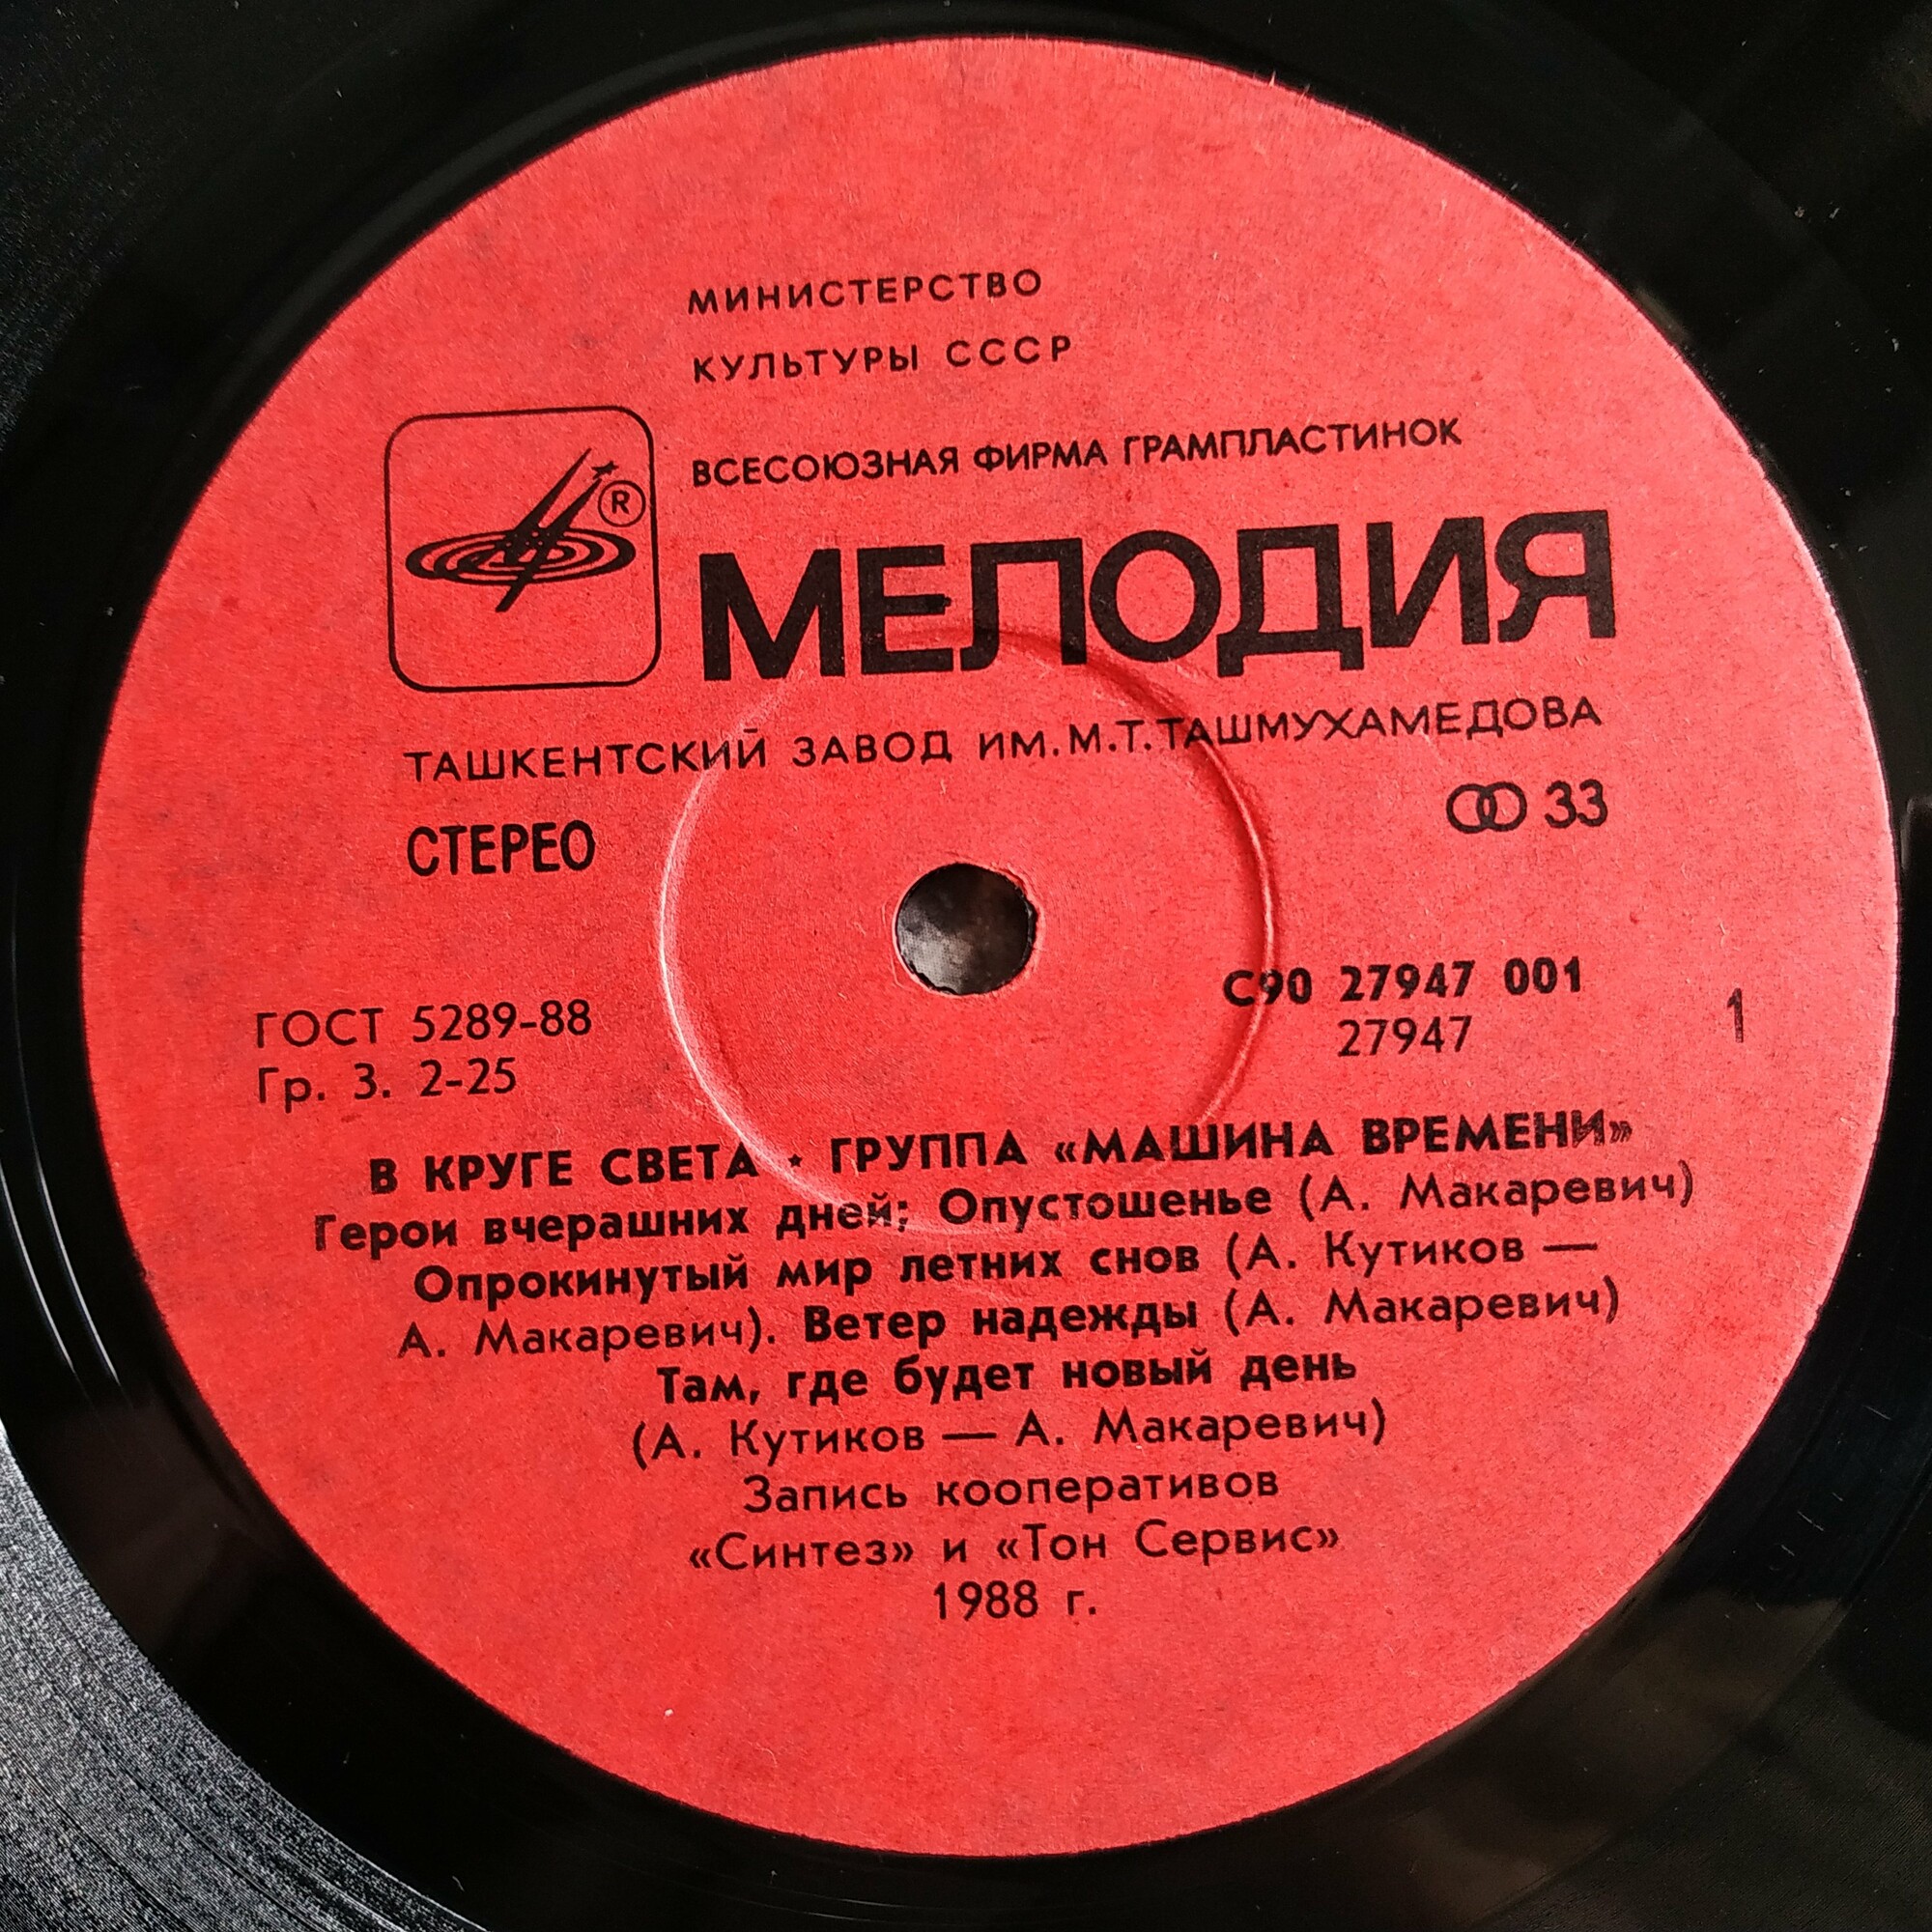 МИНИСТЕРСТВО
КУЛЬТУРЫ СССР
ВСЕСОЮЗНАЯ ФИРМА ГРАМПЛАСТИНОК
®
МЕЛОДИЯ
ТАШКЕНТСКИЙ ЗАВОД ИМ. М. Т. ТАШМУХАМЕДОВА
СТЕРЕО
33
ГОСТ 5289-88
Гр. 3. 2-25
С90 27947 001
27947
1
В КРУГЕ СВЕТА * ГРУППА «МАШИНА ВРЕМЕНИ»
Герои вчерашних дней; Опустошенье (А. Макаревич)
Опрокинутый мир летних снов (А. Кутиков —
А. Макаревич). Ветер надежды (А. Макаревич)
Там, где будет новый день
(А. Кутиков — А. Макаревич)
Запись кооперативов
«Синтез» и «Тон Сервис»
1988 г.